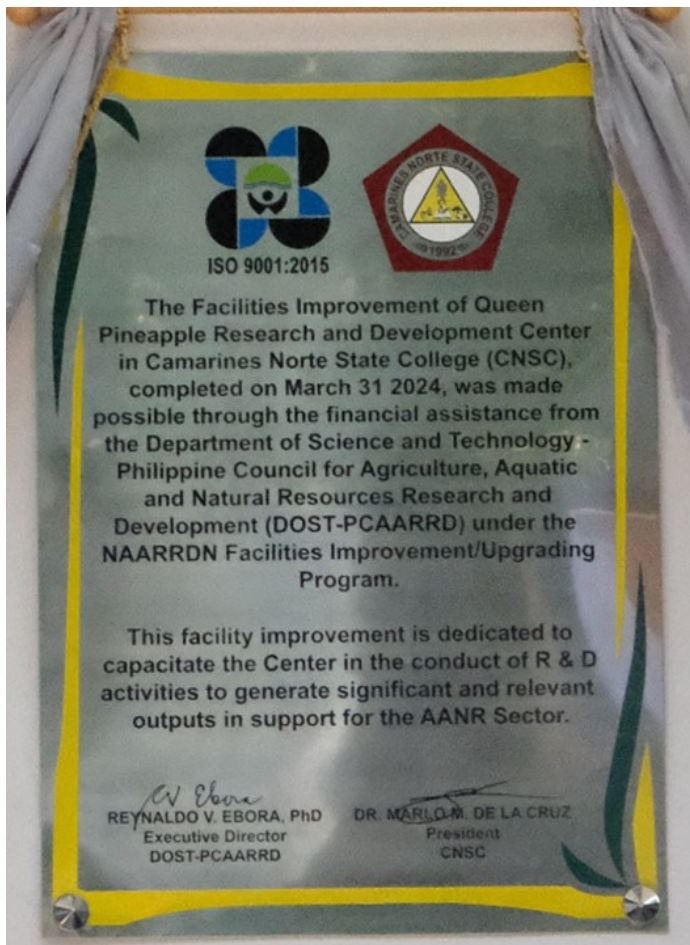 ISO 9001:2015
CAMARINES NORTE STATE COLLEGE
1992
The Facilities Improvement of Queen
Pineapple Research and Development Center
in Camarines Norte State College (CNSC),
completed on March 31 2024, was made
possible through the financial assistance from
the Department of Science and Technology -
Philippine Council for Agriculture, Aquatic
and Natural Resources Research and
Development (DOST-PCAARRD) under the
NAARRDN Facilities Improvement/Upgrading
Program.
This facility improvement is dedicated to
capacitate the Center in the conduct of R & D
activities to generate significant and relevant
outputs in support for the AANR Sector.
RV Ebora
REYNALDO V. EBORA, PhD
Executive Director
DOST-PCAARRD
DR. MARLO M. DE LA CRUZ
President
CNSC